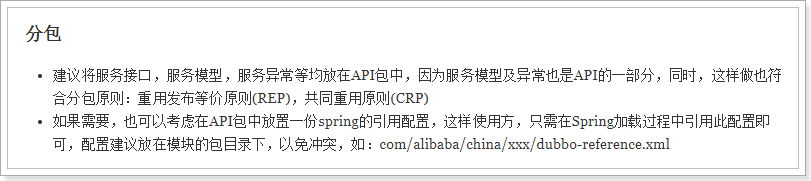 分包
• 建议将服务接口，服务模型，服务异常等均放在API包中，因为服务模型及异常也是API的一部分，同时，这样做也符
合分包原则：重用发布等价原则(REP)，共同重用原则(CRP)
• 如果需要，也可以考虑在API包中放置一份spring的引用配置，这样使用方，只需在Spring加载过程中引用此配置即
可，配置建议放在模块的包目录下，以免冲突，如：com/alibaba/china/xxx/dubbo-reference.xml